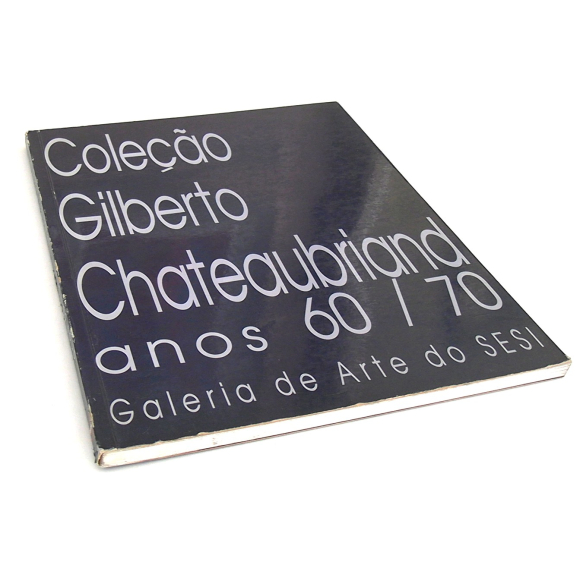 Coleção
Gilberto
Chateaubriand
anos 60 / 70
Galeria de Arte do SESI